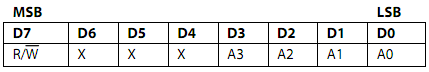 MSB LSB
D7 D6 D5 D4 D3 D2 D1 D0
R/W̅ X X X A3 A2 A1 A0